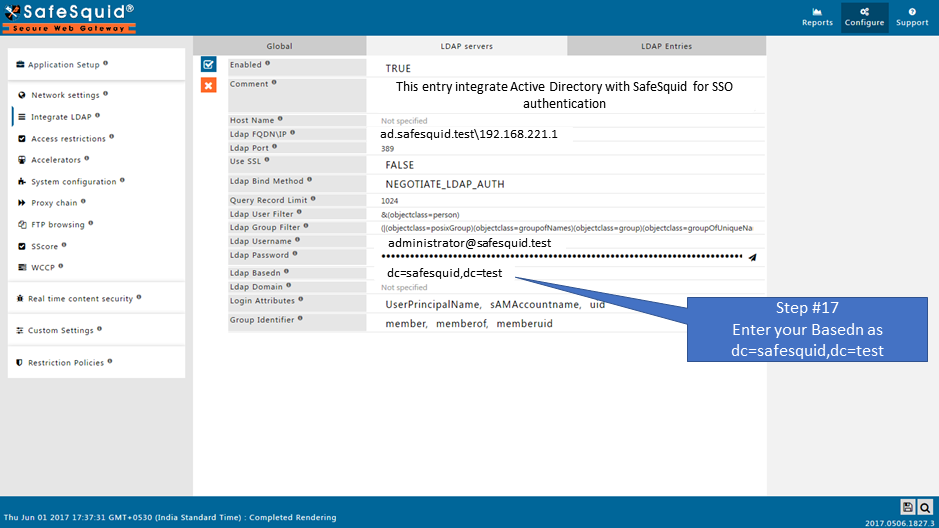 SafeSquid®
Secure Web Gateway
Reports
Configure
Support
Application Setup
Network settings
Integrate LDAP
Access restrictions
Accelerators
System configuration
Proxy chain
FTP browsing
SScore
WCCP
Real time content security
Custom Settings
Restriction Policies
Global
LDAP servers
LDAP Entries
Enabled
TRUE
Comment
This entry integrate Active Directory with SafeSquid for SSO
authentication
Host Name
Not specified
Ldap FQDN\IP
ad.safesquid.test\192.168.221.1
Ldap Port
389
Use SSL
FALSE
Ldap Bind Method
NEGOTIATE_LDAP_AUTH
Query Record Limit
1024
Ldap User Filter
&(objectclass=person)
Ldap Group Filter
(|(objectclass=posixGroup)(objectclass=groupofNames)(objectclass=group)(objectclass=groupOfUniqueNa
Ldap Username
administrator@safesquid.test
Ldap Password
Ldap Basedn
dc=safesquid,dc=test
Ldap Domain
Not specified
Login Attributes
UserPrincipalName, sAMAccountname, uid
Group Identifier
member, memberof, memberuid
Step #17
Enter your Basedn as
dc=safesquid,dc=test
Thu Jun 01 2017 17:37:31 GMT+0530 (India Standard Time) : Completed Rendering
2017.0506.1827.3